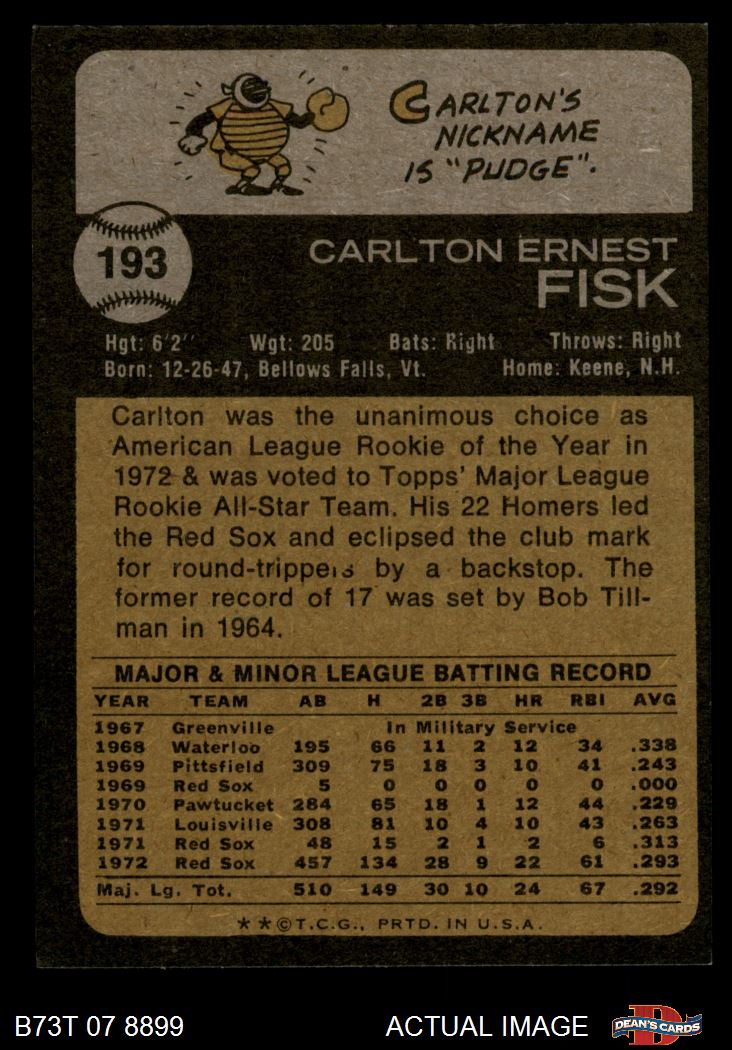 CARLTON'S
NICKNAME
IS "PUDGE".
193
CARLTON ERNEST
FISK
Hgt: 6'2" Wgt: 205 Bats: Right Throws: Right
Born: 12-26-47, Bellows Falls, Vt. Home: Keene, N.H.
Carlton was the unanimous choice as
American League Rookie of the Year in
1972 & was voted to Topps' Major League
Rookie All-Star Team. His 22 Homers led
the Red Sox and eclipsed the club mark
for round-trippers by a backstop. The
former record of 17 was set by Bob Till-
man in 1964.
MAJOR & MINOR LEAGUE BATTING RECORD
YEAR TEAM AB H 2B 3B HR RBI AVG
1967 Greenville In Military Service
1968 Waterloo 195 66 11 2 12 34 .338
1969 Pittsfield 309 75 18 3 10 41 .243
1969 Red Sox 5 0 0 0 0 0 .000
1970 Pawtucket 284 65 18 1 12 44 .229
1971 Louisville 308 81 10 4 10 43 .263
1971 Red Sox 48 15 2 1 2 6 .313
1972 Red Sox 457 134 28 9 22 61 .293
Maj. Lg. Tot. 510 149 30 10 24 67 .292
**©T.C.G., PRTD. IN U.S.A.
B73T 07 8899 ACTUAL IMAGE D DEAN'S CARDS